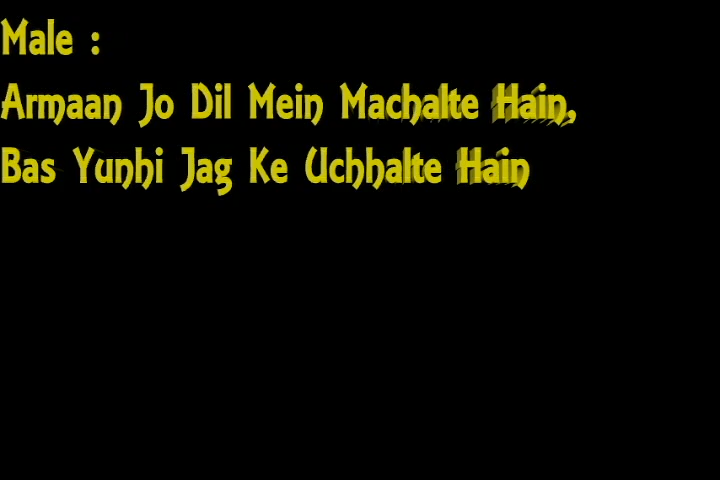 Male :
Armaan Jo Dil Mein Machalte Hain,
Bas Yunhi Jag Ke Uchhalte Hain